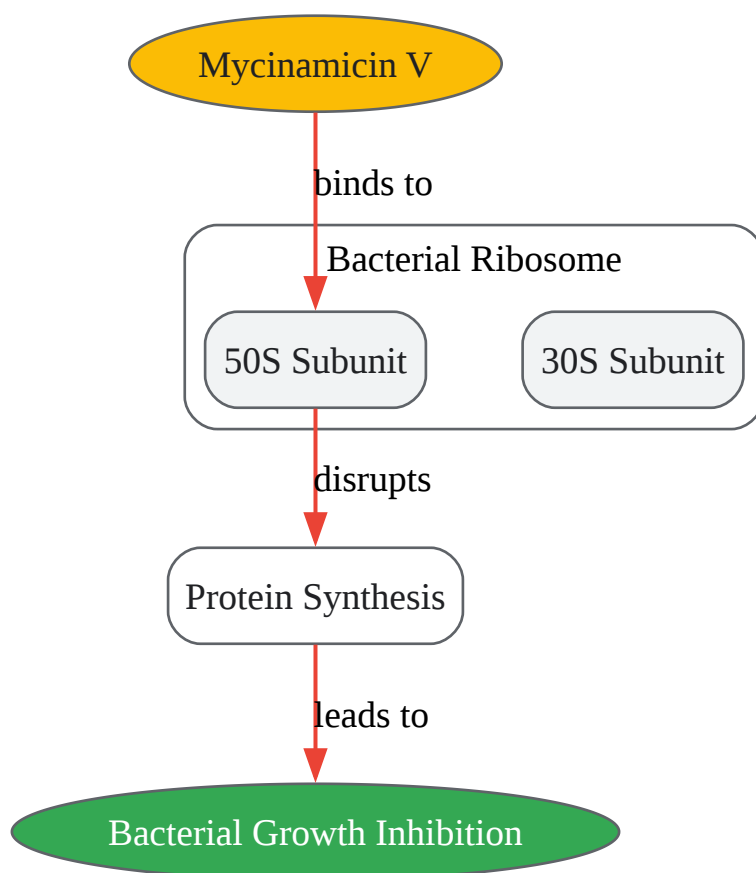 Mycinamicin V
binds to
Bacterial Ribosome
50S Subunit
30S Subunit
disrupts
Protein Synthesis
leads to
Bacterial Growth Inhibition